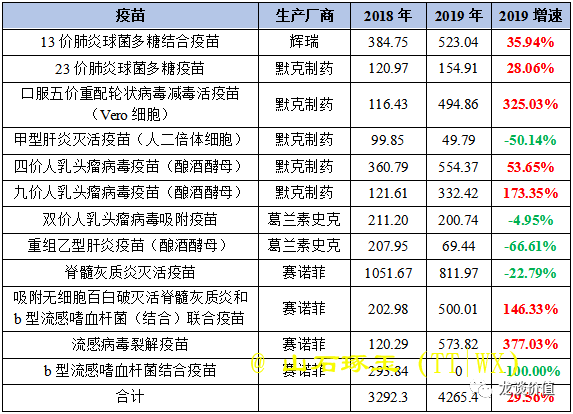 疫苗 生产厂商 2018 年 2019 年 2019 增速
13 价肺炎球菌多糖结合疫苗 辉瑞 384.75 523.04 35.94%
23 价肺炎球菌多糖疫苗 默克制药 120.97 154.91 28.06%
口服五价重配轮状病毒减毒活疫苗
（Vero 细胞） 默克制药 116.43 494.86 325.03%
甲型肝炎灭活疫苗（人二倍体细胞） 默克制药 99.85 49.79 -50.14%
四价人乳头瘤病毒疫苗（酿酒酵母） 默克制药 360.79 554.37 53.65%
九价人乳头瘤病毒疫苗（酿酒酵母） 默克制药 121.61 332.42 173.35%
双价人乳头瘤病毒吸附疫苗 葛兰素史克 211.20 200.74 -4.95%
重组乙型肝炎疫苗（酿酒酵母） 葛兰素史克 207.95 69.44 -66.61%
脊髓灰质炎灭活疫苗 赛诺菲 1051.67 811.97 -22.79%
吸附无细胞百白破灭活脊髓灰质炎和
b 型流感嗜血杆菌（结合）联合疫苗 赛诺菲 202.98 500.01 146.33%
流感病毒裂解疫苗 赛诺菲 120.29 573.82 377.03%
b 型流感嗜血杆菌结合疫苗 赛诺菲 293.84 0 -100.00%
合计 3292.3 4265.4 29.56%
@ 山石琢玉 (TT|WX)
龙谈价值